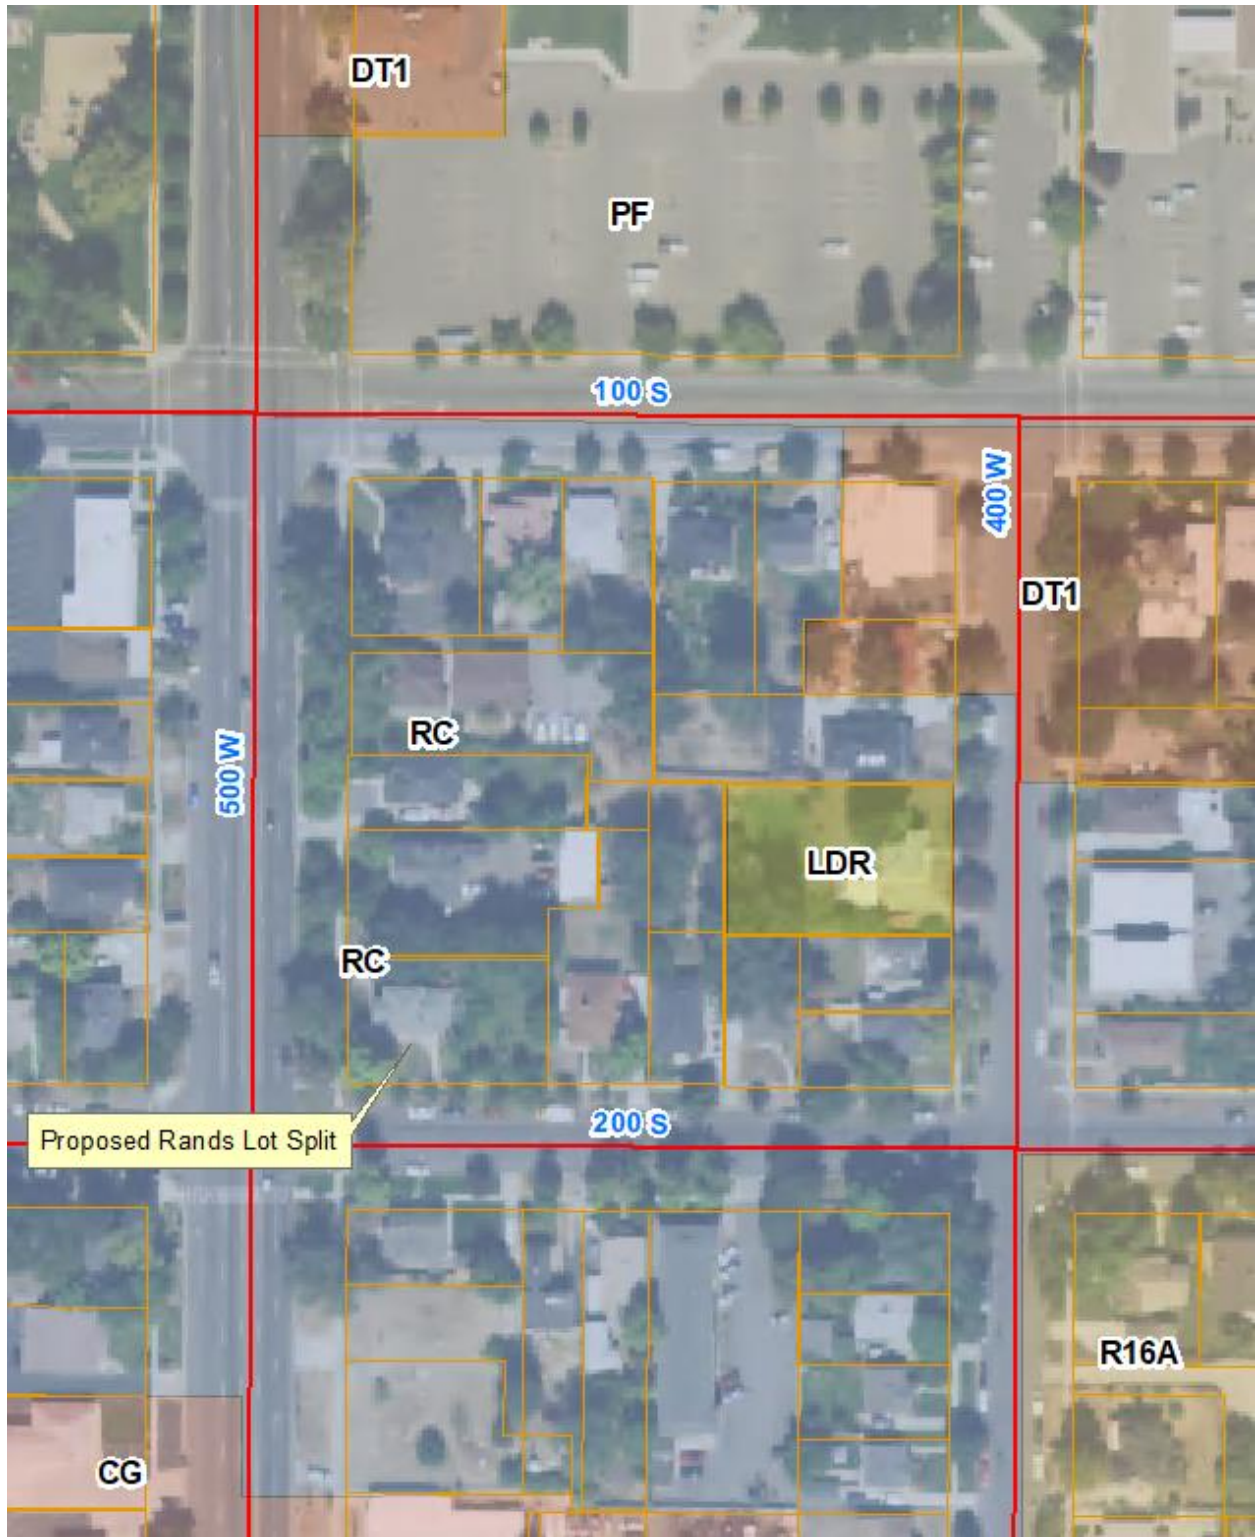 DT1
PF
100 S
400 W
DT1
RC
500 W
LDR
RC
Proposed Rands Lot Split
200 S
R16A
CG